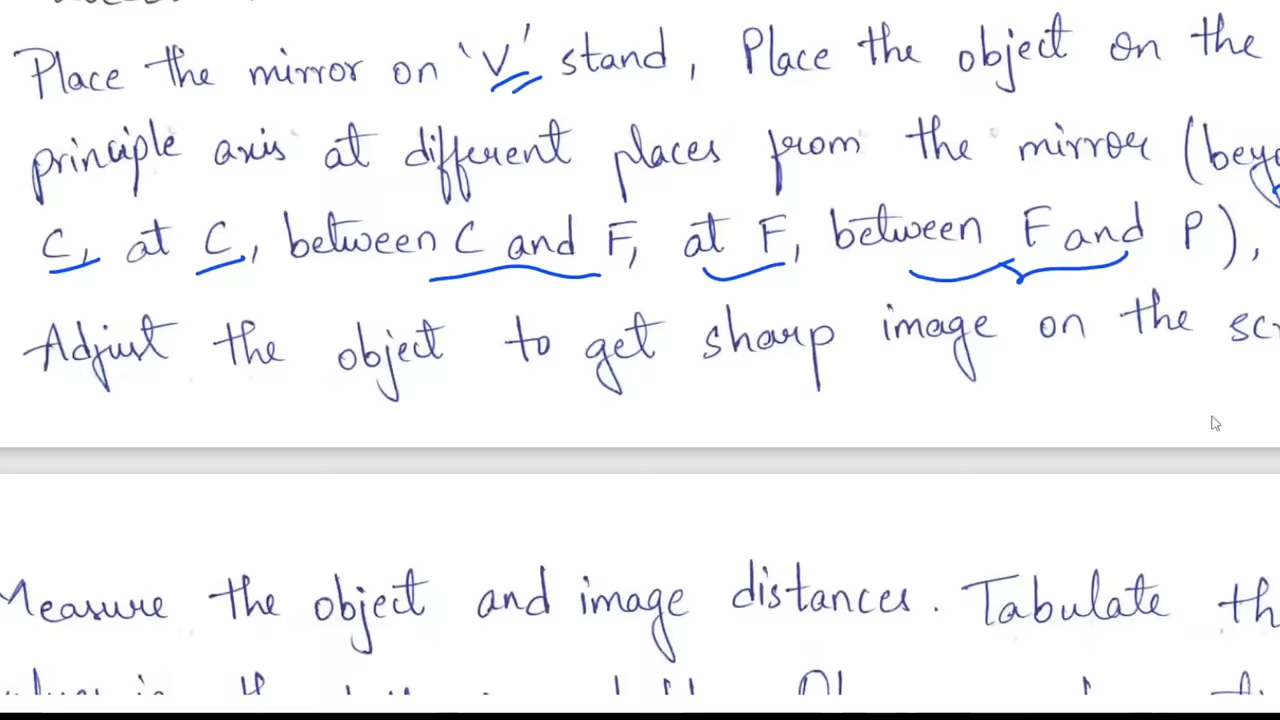 Place the mirror on 'V' stand, Place the object on the
principle axis at different places from the mirror (beyo
C, at C, between C and F, at F, between F and P),
Adjust the object to get sharp image on the scr
Measure the object and image distances. Tabulate th